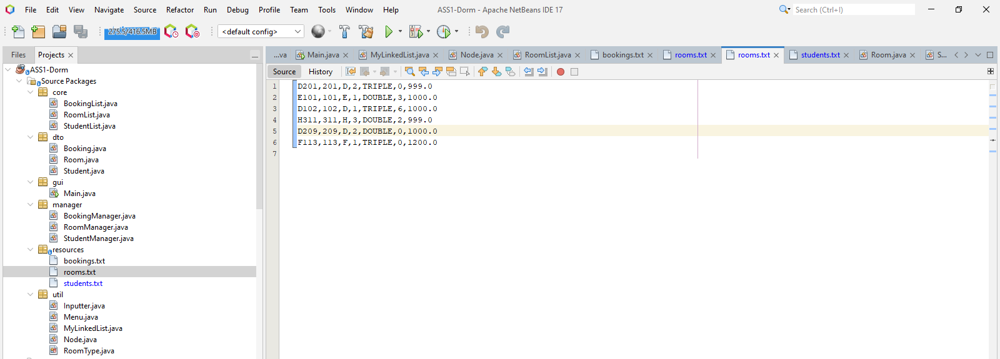 File Edit View Navigate Source Refactor Run Debug Profile Team Tools Window Help
ASS1-Dorm - Apache NetBeans IDE 17
Search (Ctrl+I)
275.5/416.5MB
<default config>
Files Projects
...va Main.java MyLinkedList.java Node.java RoomList.java bookings.txt rooms.txt rooms.txt students.txt Room.java S...
Source History
ASS1-Dorm
Source Packages
core
BookingList.java
RoomList.java
StudentList.java
dto
Booking.java
Room.java
Student.java
gui
Main.java
manager
BookingManager.java
RoomManager.java
StudentManager.java
resources
bookings.txt
rooms.txt
students.txt
util
Inputter.java
Menu.java
MyLinkedList.java
Node.java
RoomType.java
1 D201,201,D,2,TRIPLE,0,999.0
2 E101,101,E,1,DOUBLE,3,1000.0
3 D102,102,D,1,TRIPLE,6,1000.0
4 H311,311,H,3,DOUBLE,2,999.0
5 D209,209,D,2,DOUBLE,0,1000.0
6 F113,113,F,1,TRIPLE,0,1200.0
7